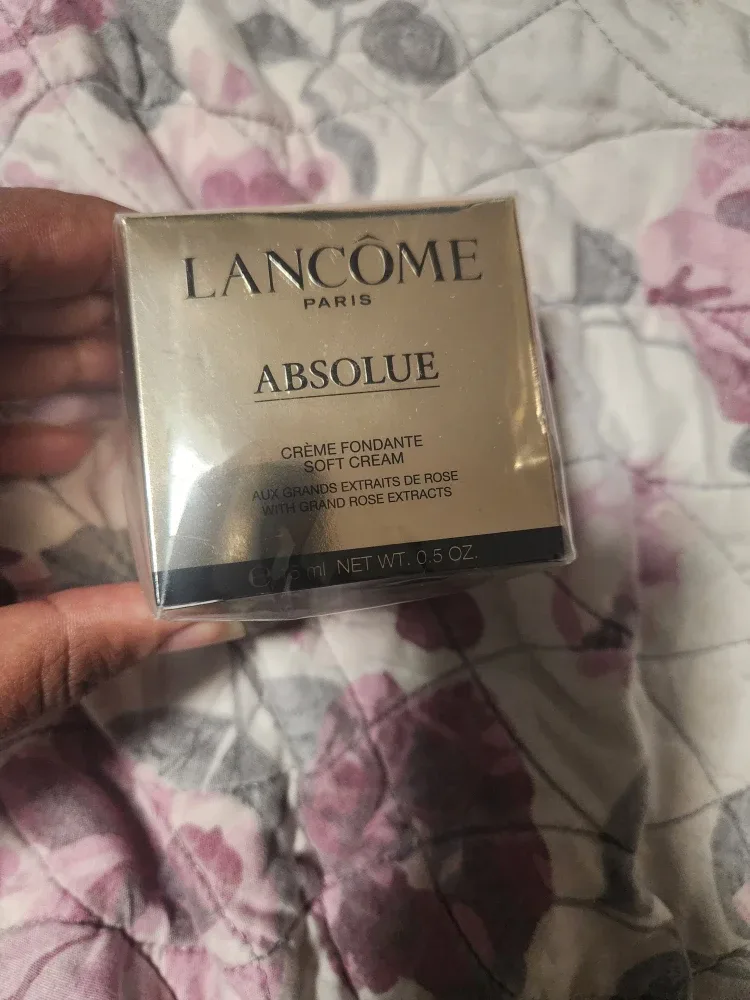 LANCÔME
PARIS
ABSOLUE
CRÈME FONDANTE
SOFT CREAM
AUX GRANDS EXTRAITS DE ROSE
WITH GRAND ROSE EXTRACTS
ml NET WT. 0.5 OZ.